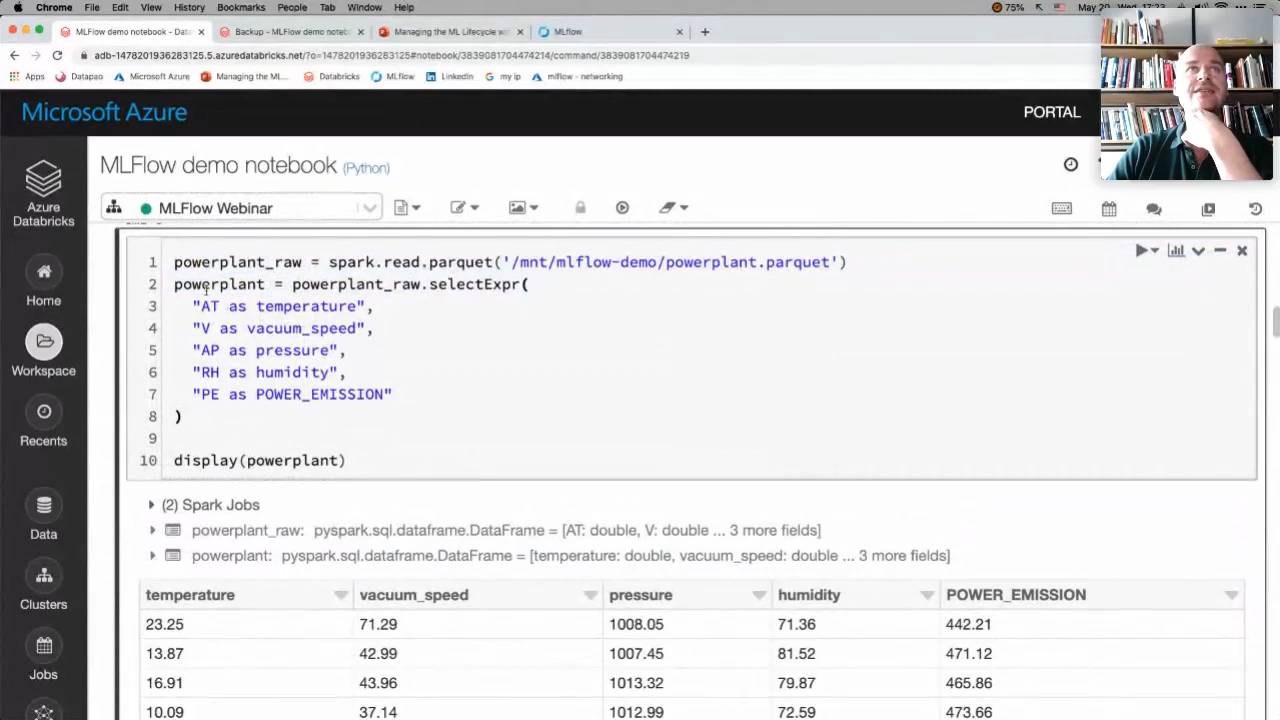 Chrome File Edit View History Bookmarks People Tab Window Help 75% May 20
MLFlow demo notebook - Data
Backup - MLFlow demo notebook
Managing the ML Lifecycle wit
MLflow
adb-1478201936283125.5.azuredatabricks.net/?o=1478201936283125#notebook/3839081704474214/command/3839081704474219
Apps Datapao Microsoft Azure Managing the ML... Databricks MLflow LinkedIn my ip mlflow - networking
Microsoft Azure
PORTAL
MLFlow demo notebook (Python)
MLFlow Webinar
Azure
Databricks
Home
Workspace
Recents
Data
Clusters
Jobs
1 powerplant_raw = spark.read.parquet('/mnt/mlflow-demo/powerplant.parquet')
2 powerplant = powerplant_raw.selectExpr(
3 "AT as temperature",
4 "V as vacuum_speed",
5 "AP as pressure",
6 "RH as humidity",
7 "PE as POWER_EMISSION"
8 )
9
10 display(powerplant)
(2) Spark Jobs
powerplant_raw: pyspark.sql.dataframe.DataFrame = [AT: double, V: double ... 3 more fields]
powerplant: pyspark.sql.dataframe.DataFrame = [temperature: double, vacuum_speed: double ... 3 more fields]
temperature vacuum_speed pressure humidity POWER_EMISSION
23.25 71.29 1008.05 71.36 442.21
13.87 42.99 1007.45 81.52 471.12
16.91 43.96 1013.32 79.87 465.86
10.09 37.14 1012.99 72.59 473.66